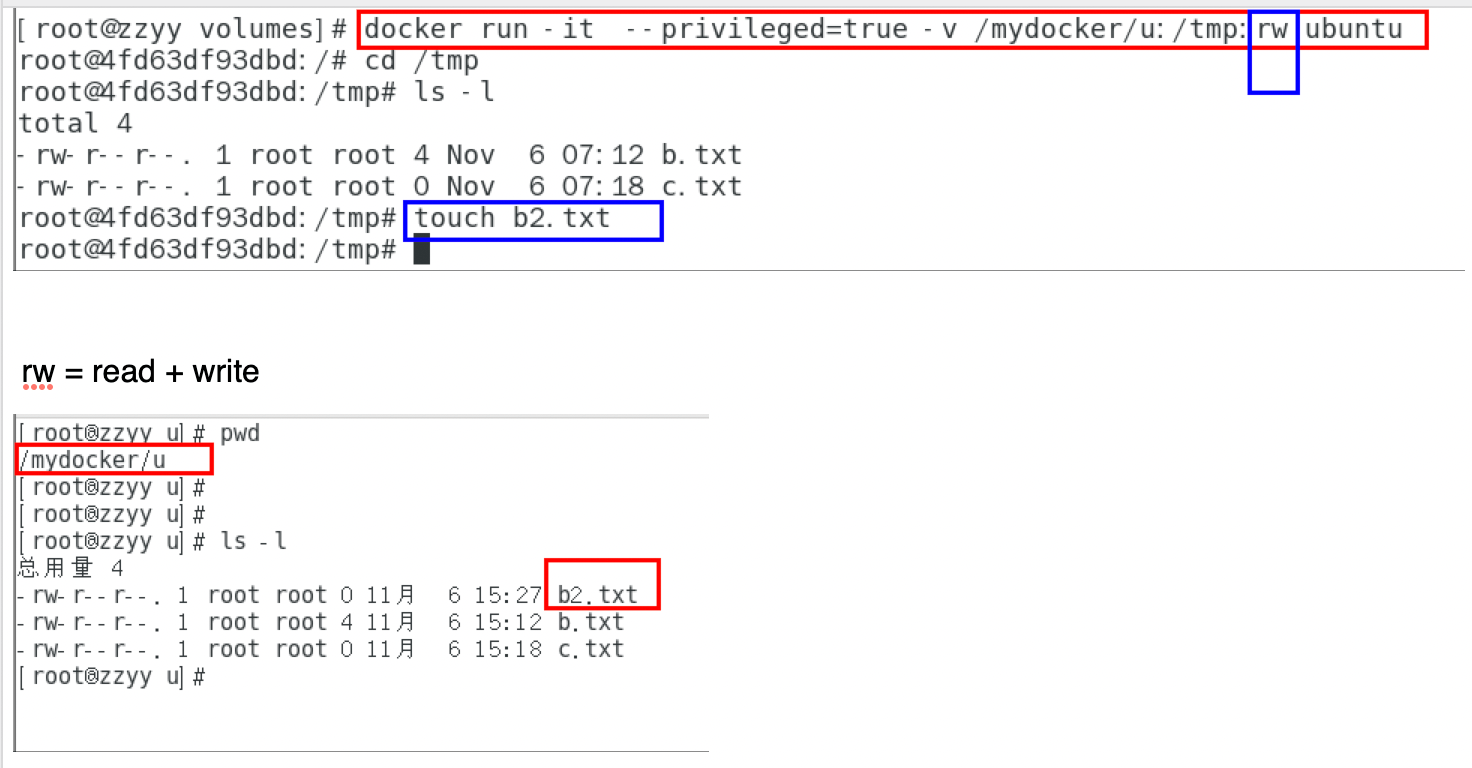 [root@zzyy volumes]# docker run -it --privileged=true -v /mydocker/u:/tmp:rw ubuntu
root@4fd63df93dbd:/# cd /tmp
root@4fd63df93dbd:/tmp# ls -l
total 4
-rw-r--r--. 1 root root 4 Nov  6 07:12 b.txt
-rw-r--r--. 1 root root 0 Nov  6 07:18 c.txt
root@4fd63df93dbd:/tmp# touch b2.txt
root@4fd63df93dbd:/tmp#
rw = read + write
[root@zzyy u]# pwd
/mydocker/u
[root@zzyy u]#
[root@zzyy u]#
[root@zzyy u]# ls -l
总用量 4
-rw-r--r--. 1 root root 0 11月  6 15:27 b2.txt
-rw-r--r--. 1 root root 4 11月  6 15:12 b.txt
-rw-r--r--. 1 root root 0 11月  6 15:18 c.txt
[root@zzyy u]#